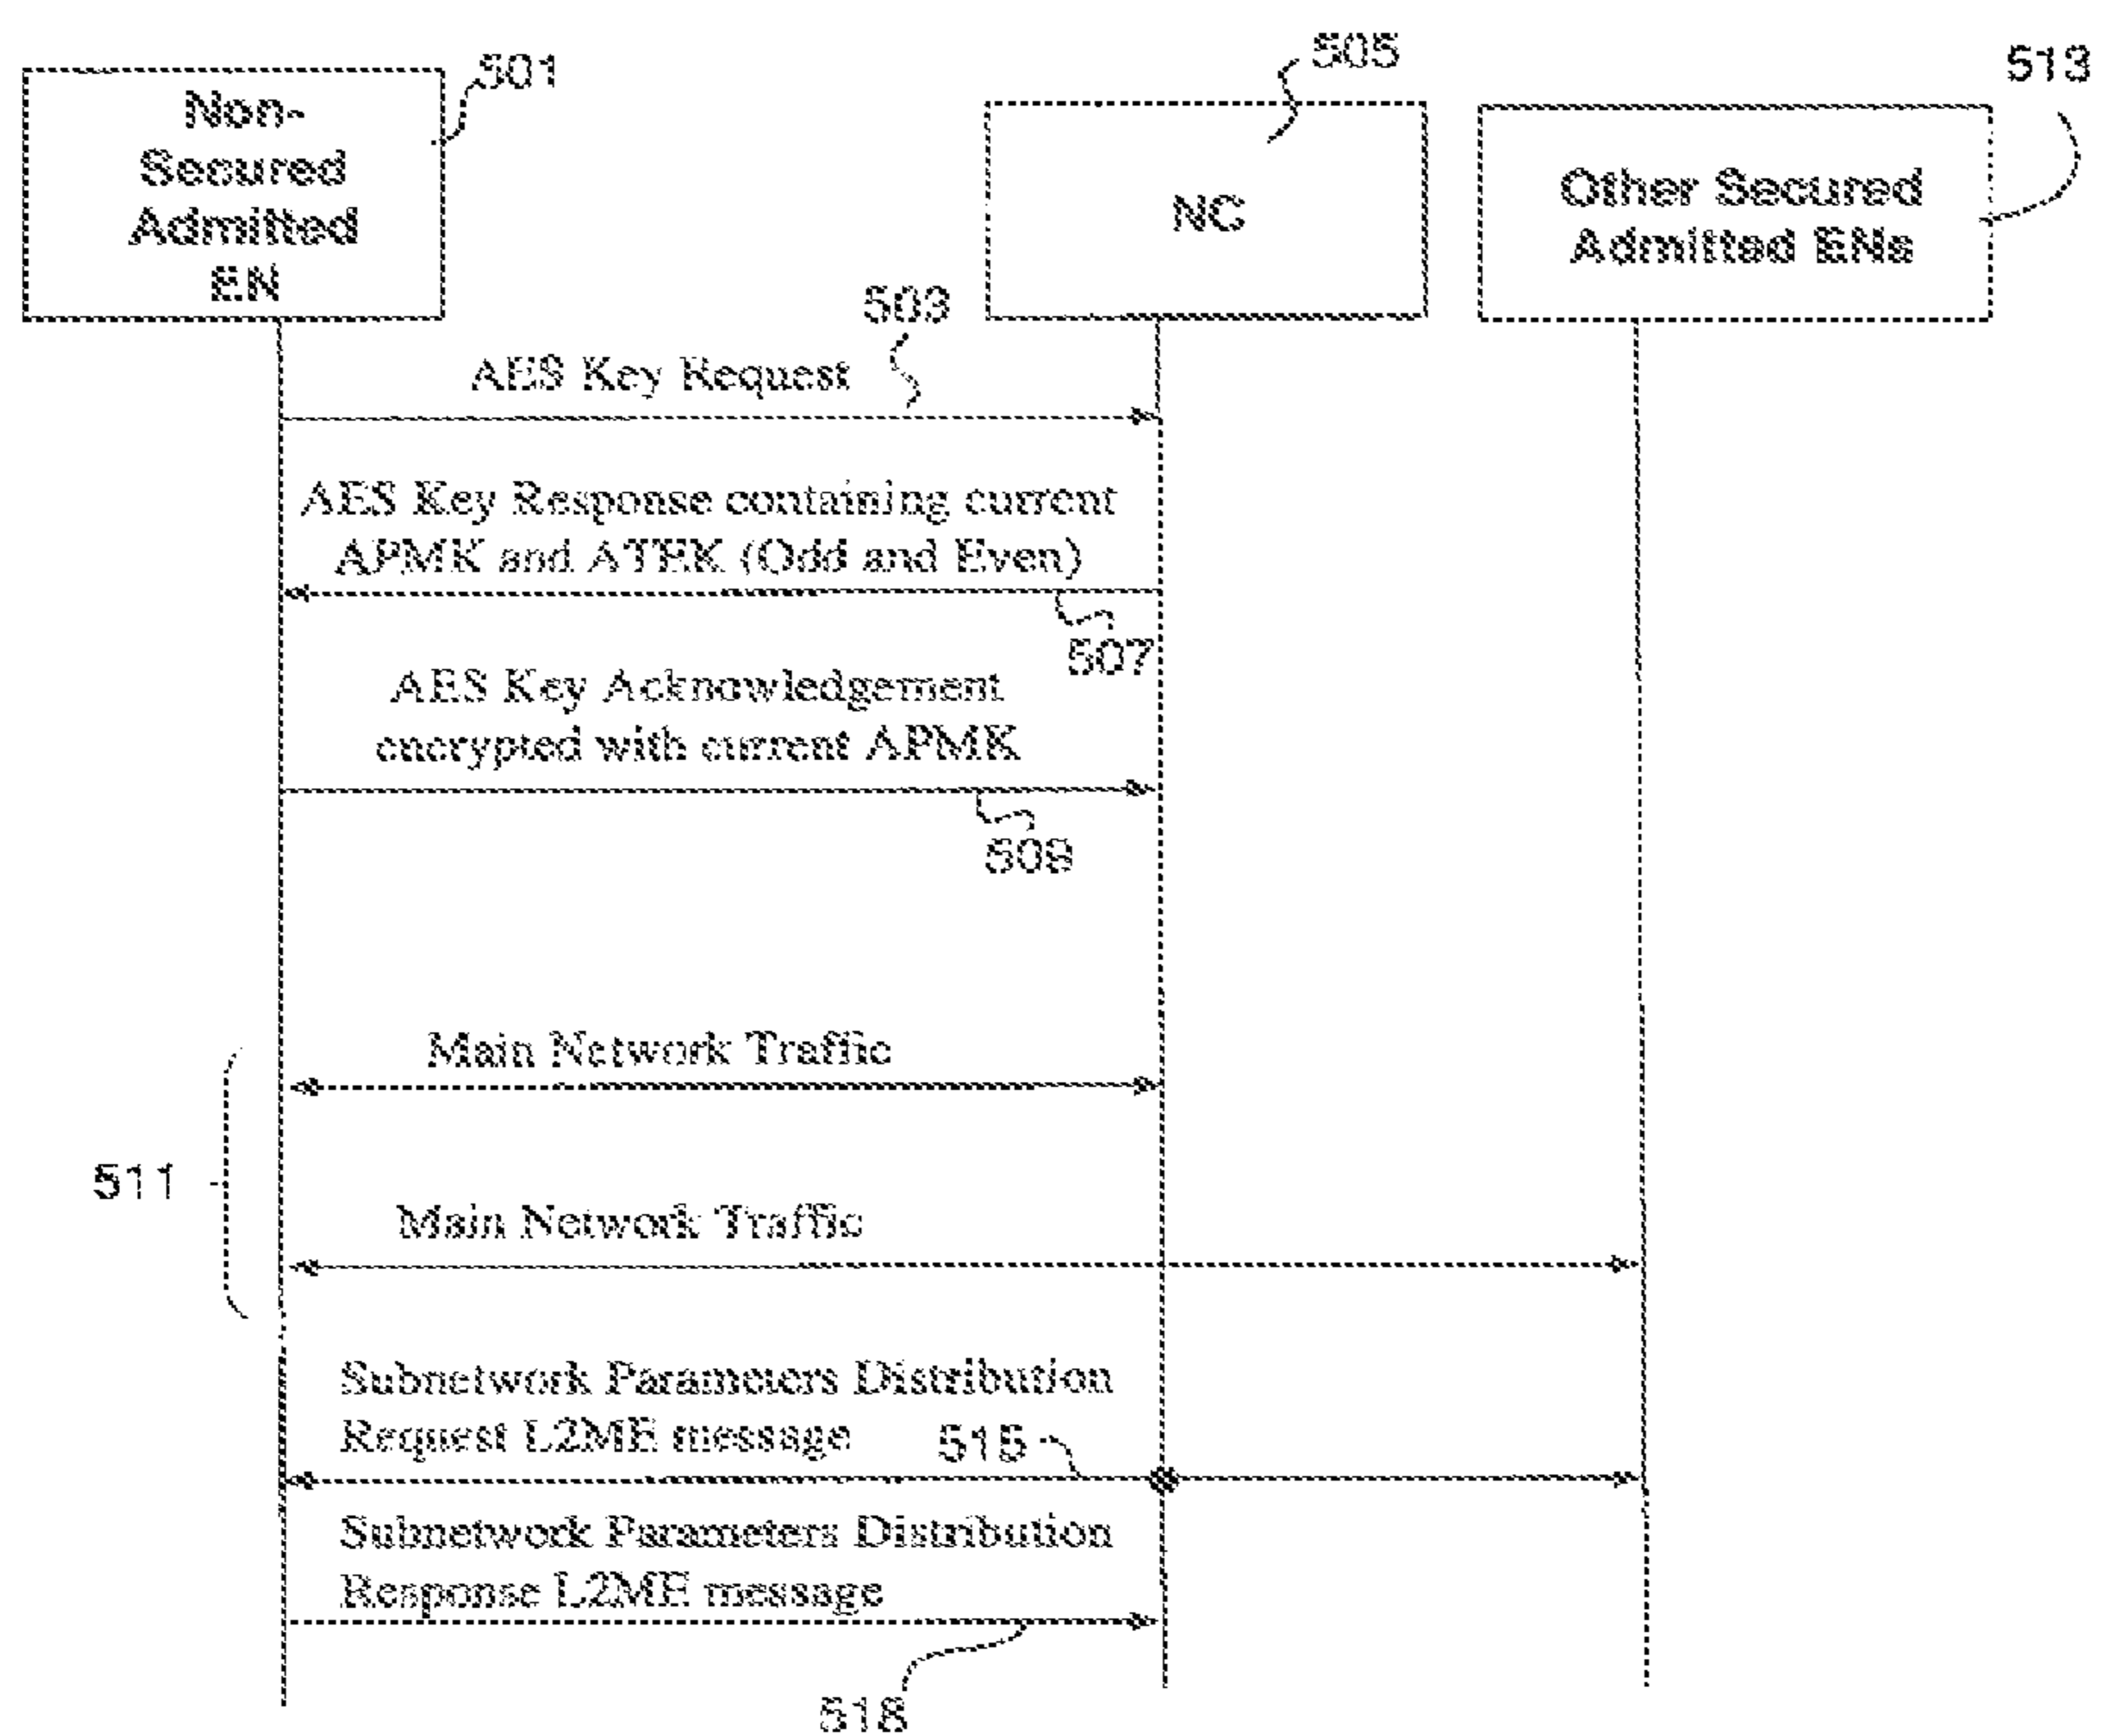 501
Non-
Secured
Admitted
EN
505
NC
513
Other Secured
Admitted ENs
503
AES Key Request
AES Key Response containing current
APMK and ATEK (Odd and Even)
507
AES Key Acknowledgement
encrypted with current APMK
509
Main Network Traffic
511
Main Network Traffic
Subnetwork Parameters Distribution
Request L2ME message
515
Subnetwork Parameters Distribution
Response L2ME message
518